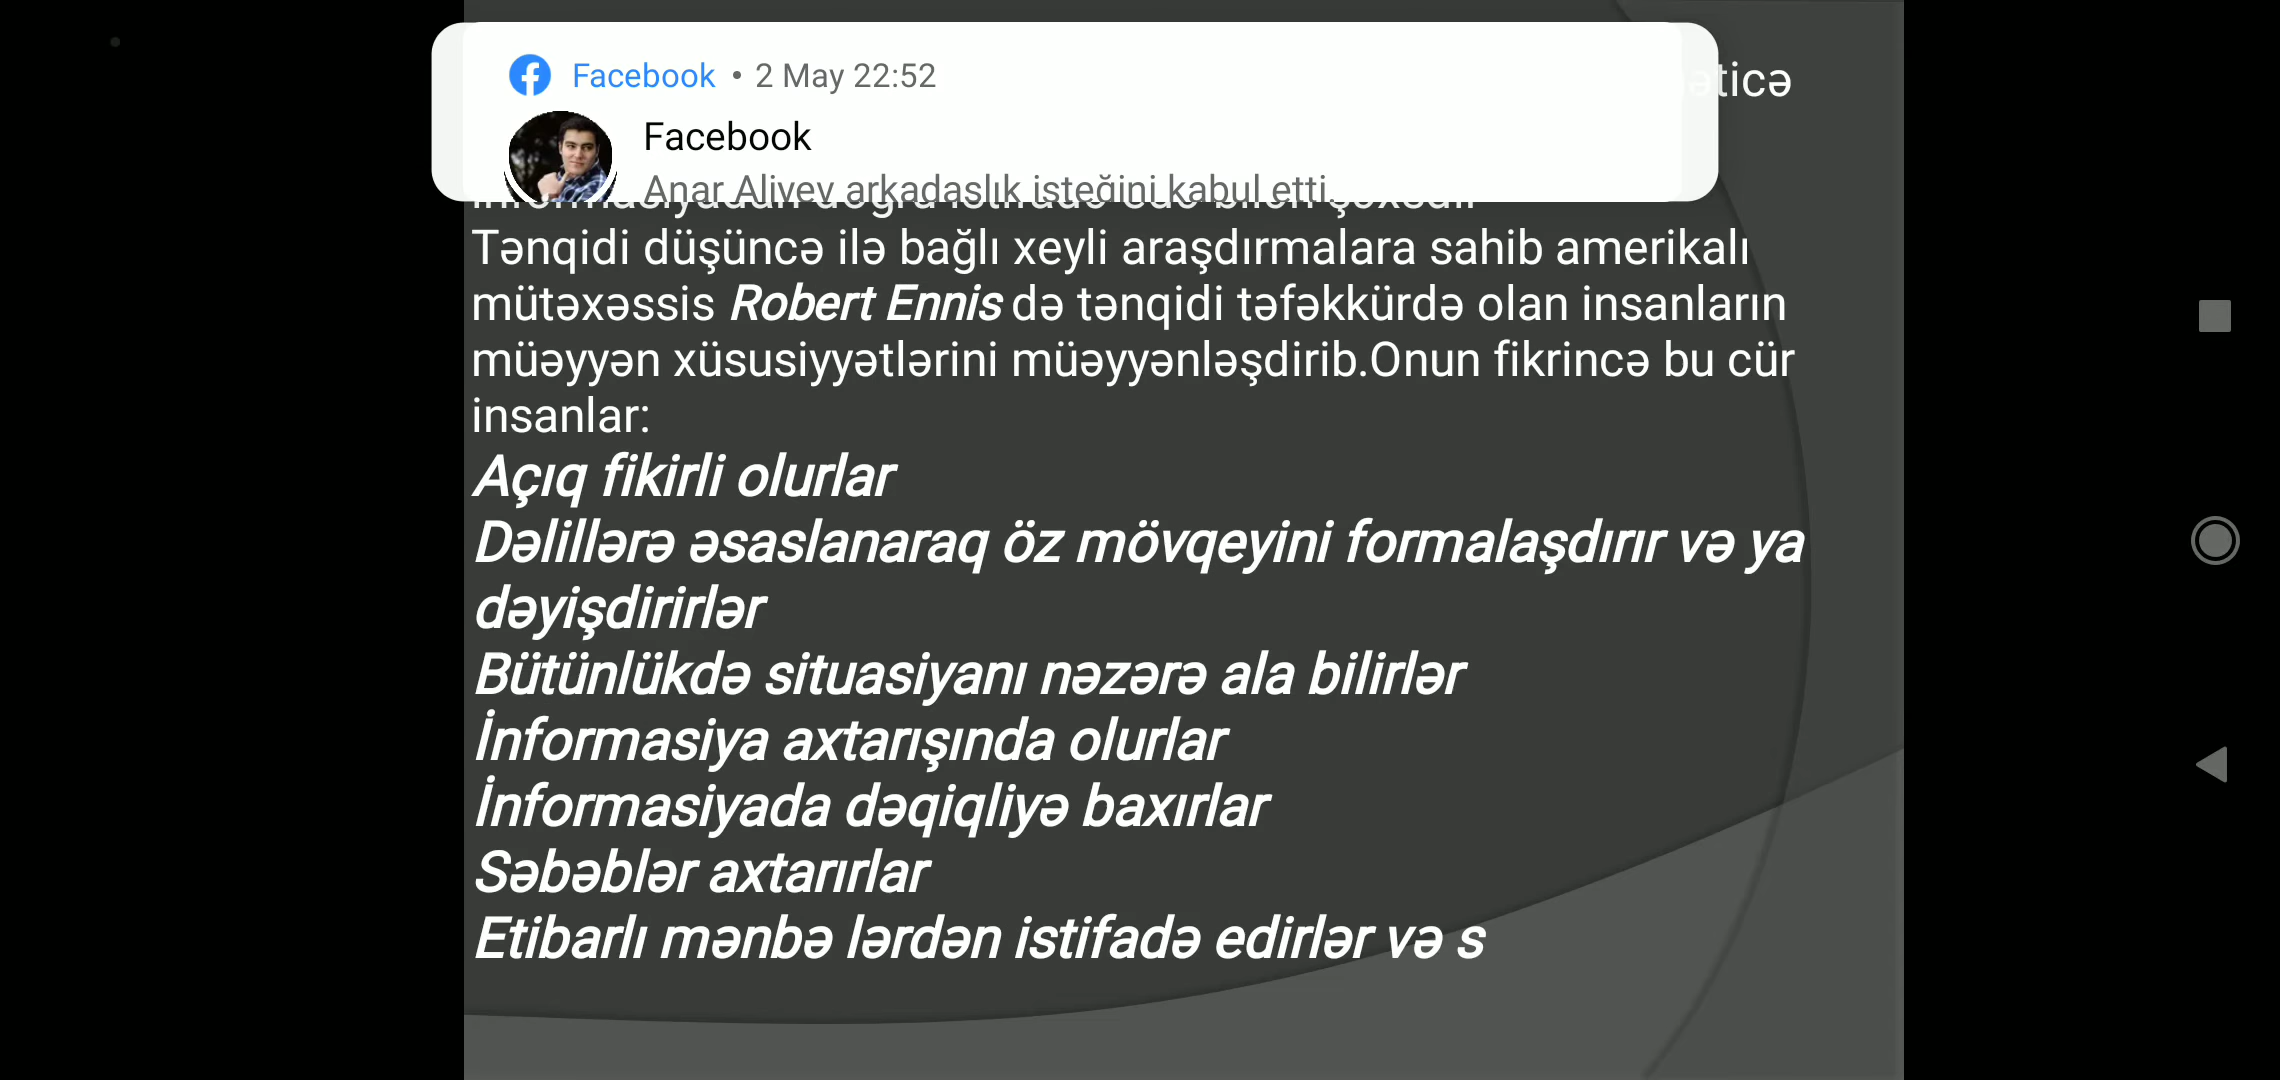 Facebook • 2 May 22:52
əticə
Facebook
Anar Aliyev arkadaşlık isteğini kabul etti.
Tənqidi düşüncə ilə bağlı xeyli araşdırmalara sahib amerikalı
mütəxəssis Robert Ennis də tənqidi təfəkkürdə olan insanların
müəyyən xüsusiyyətlərini müəyyənləşdirib.Onun fikrincə bu cür
insanlar:
Açıq fikirli olurlar
Dəlillərə əsaslanaraq öz mövqeyini formalaşdırır və ya
dəyişdirirlər
Bütünlükdə situasiyanı nəzərə ala bilirlər
İnformasiya axtarışında olurlar
İnformasiyada dəqiqliyə baxırlar
Səbəblər axtarırlar
Etibarlı mənbə lərdən istifadə edirlər və s